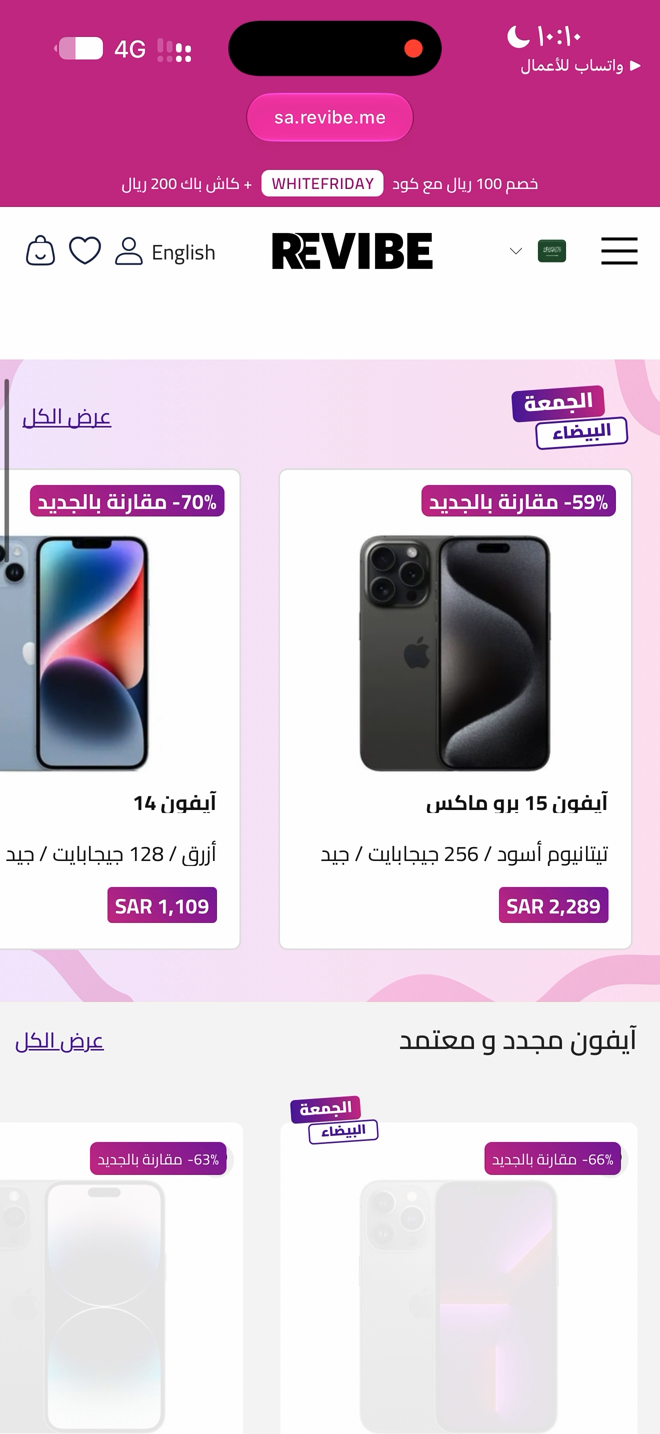 ١٠:١٠
4G
◀ واتساب للأعمال
sa.revibe.me
خصم 100 ريال مع كود WHITEFRIDAY + كاش باك 200 ريال
REVIBE
English
الجمعة
البيضاء
عرض الكل
-59% مقارنة بالجديد
-70% مقارنة بالجديد
آيفون 15 برو ماكس
آيفون 14
تيتانيوم أسود / 256 جيجابايت / جيد
أزرق / 128 جيجابايت / جيد
SAR 2,289
SAR 1,109
آيفون مجدد و معتمد
عرض الكل
الجمعة
البيضاء
-66% مقارنة بالجديد
-63% مقارنة بالجديد